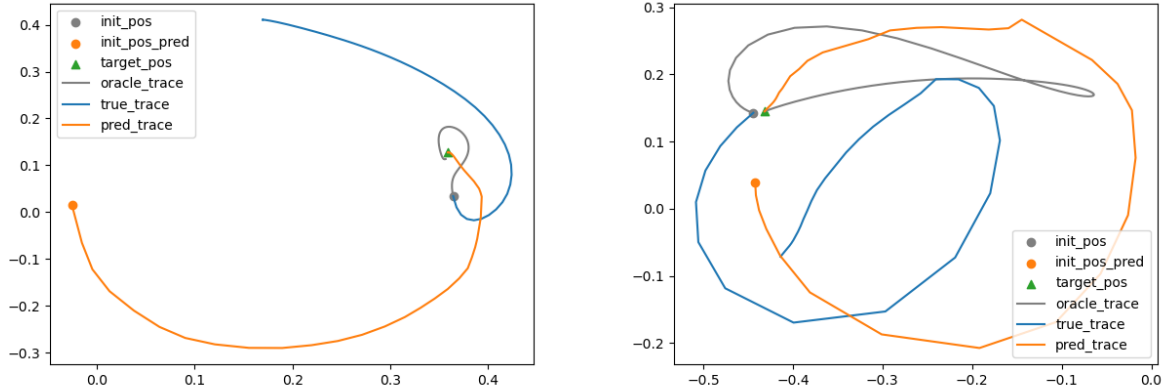 0.4
0.3
0.2
0.1
0.0
−0.1
−0.2
−0.3
0.0
0.1
0.2
0.3
0.4
init_pos
init_pos_pred
target_pos
oracle_trace
true_trace
pred_trace
0.3
0.2
0.1
0.0
−0.1
−0.2
−0.5
−0.4
−0.3
−0.2
−0.1
0.0
init_pos
init_pos_pred
target_pos
oracle_trace
true_trace
pred_trace